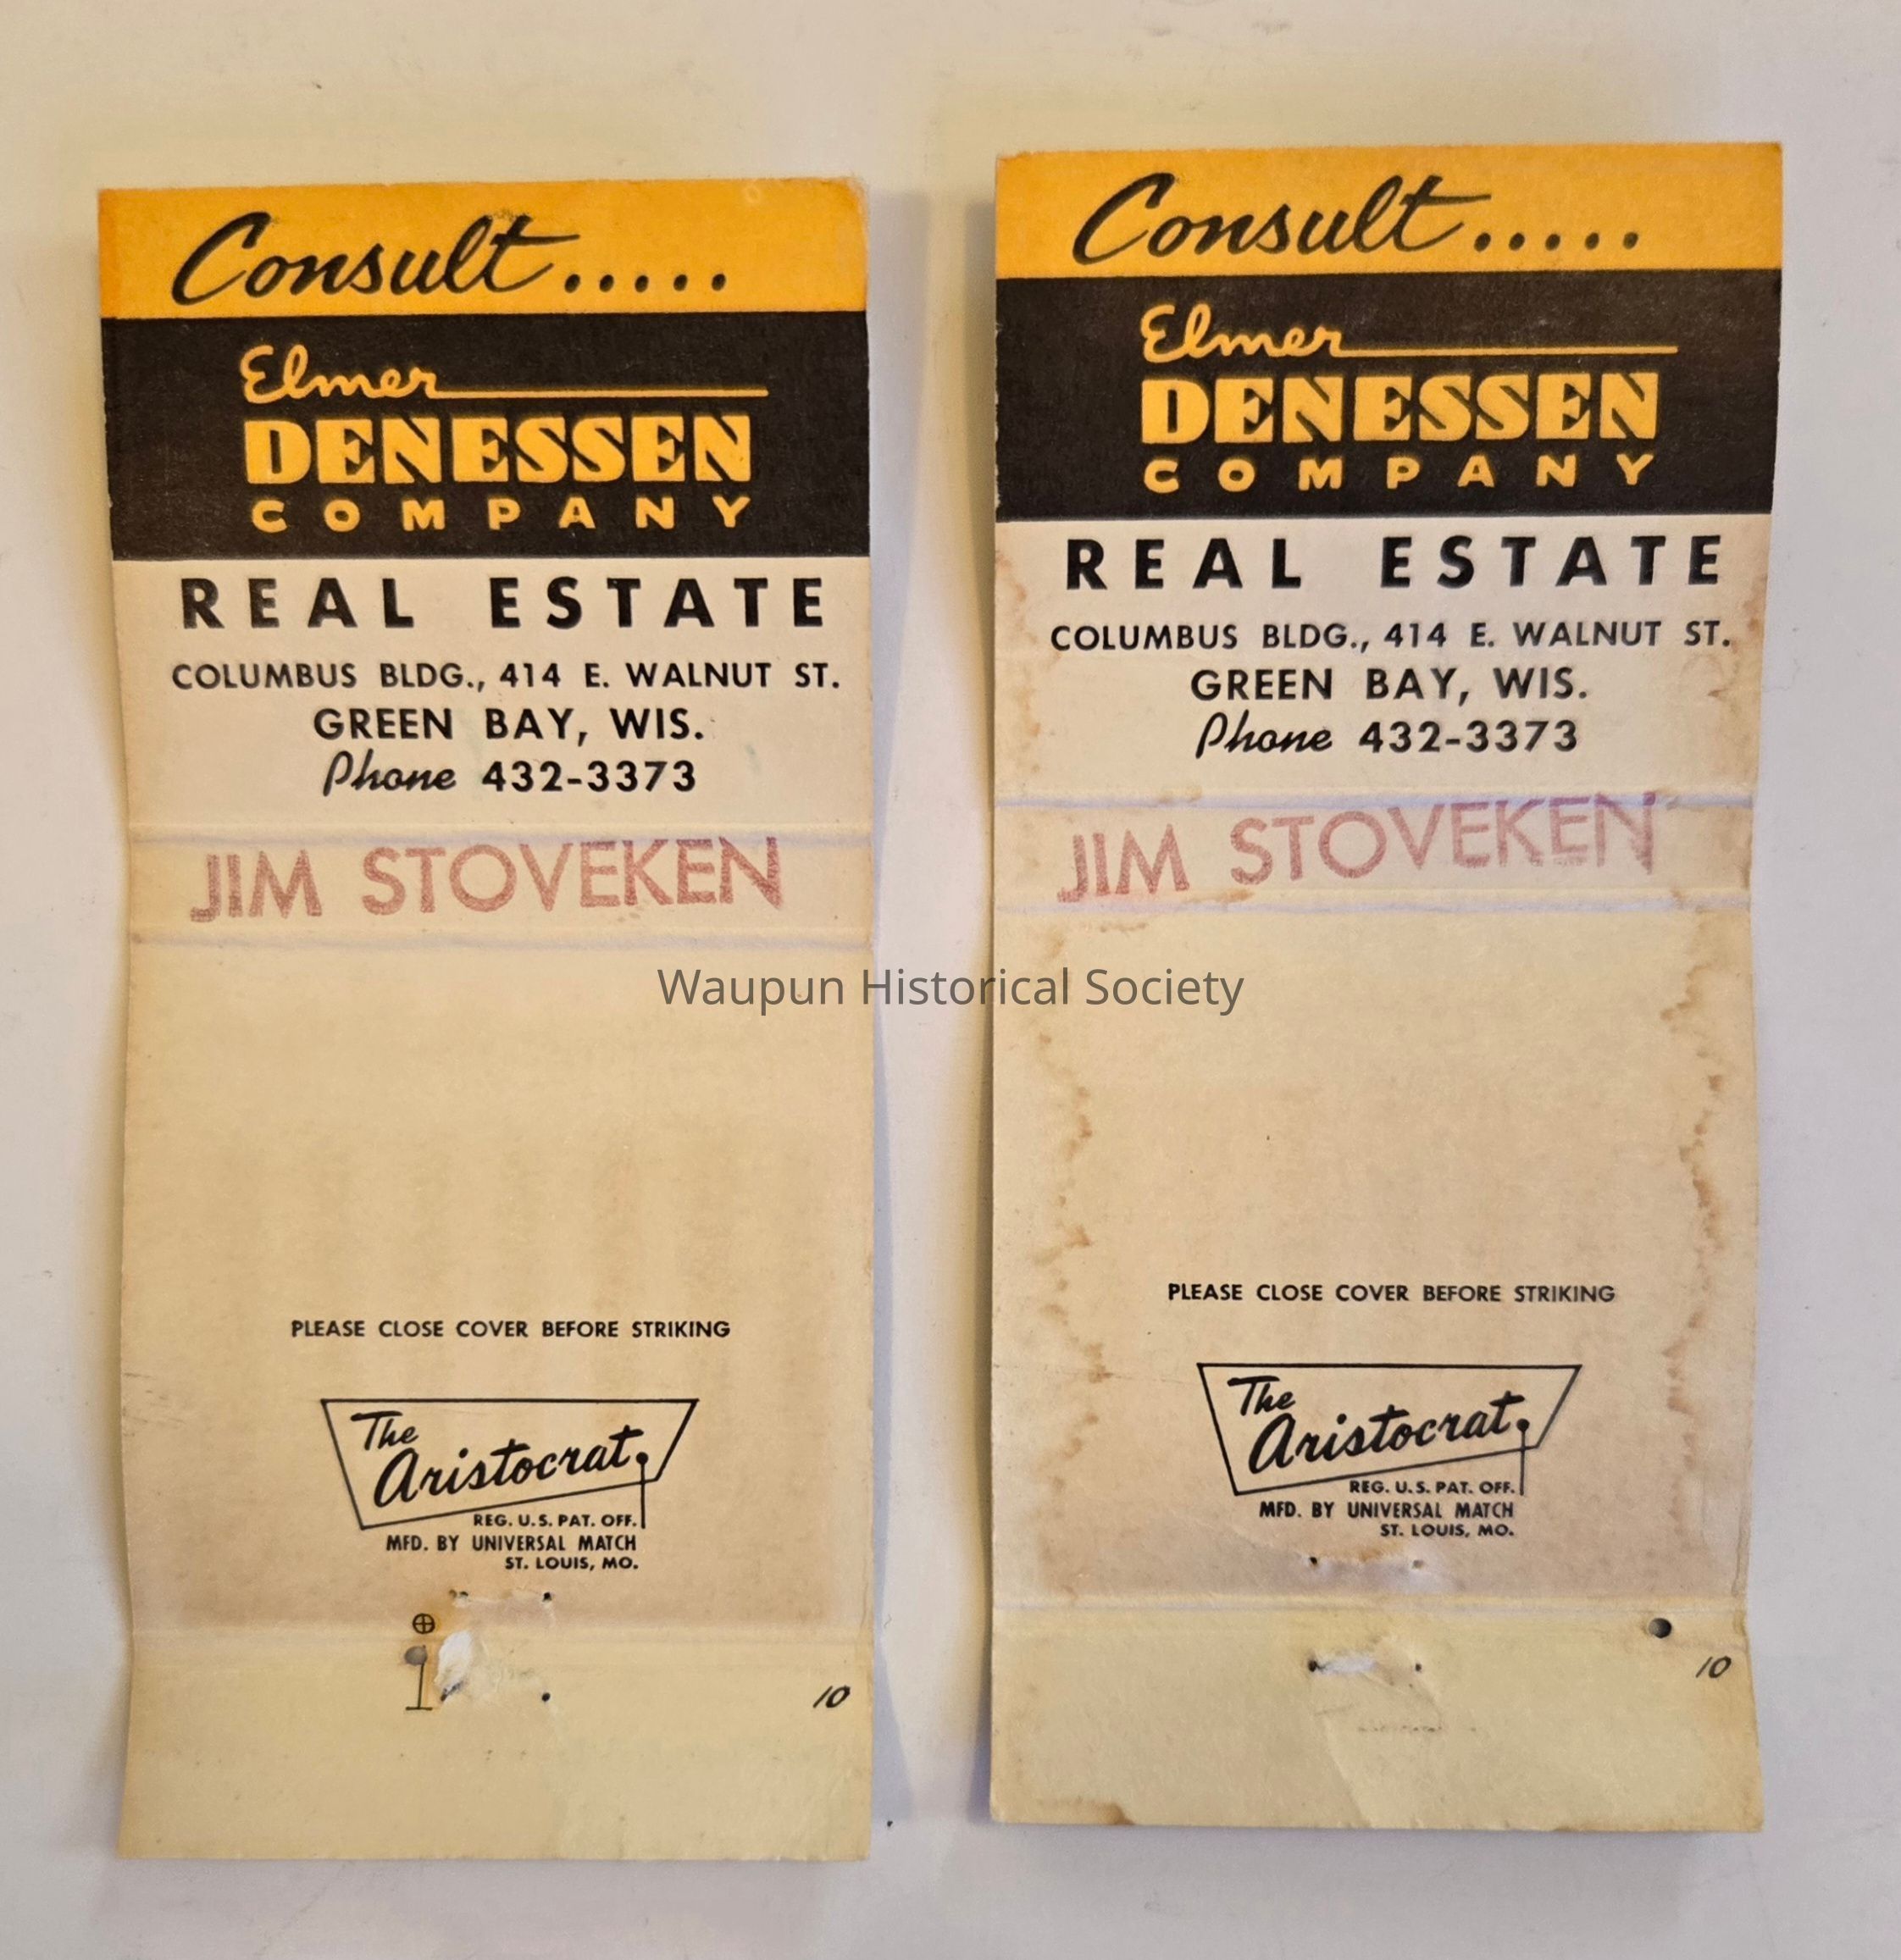 Consult.....
Elmer
DENESSEN
COMPANY
REAL ESTATE
COLUMBUS BLDG., 414 E. WALNUT ST.
GREEN BAY, WIS.
Phone 432-3373
JIM STOVEKEN
PLEASE CLOSE COVER BEFORE STRIKING
The
Aristocrat
REG. U.S. PAT. OFF.
MFD. BY UNIVERSAL MATCH
ST. LOUIS, MO.
10
Consult.....
Elmer
DENESSEN
COMPANY
REAL ESTATE
COLUMBUS BLDG., 414 E. WALNUT ST.
GREEN BAY, WIS.
Phone 432-3373
JIM STOVEKEN
PLEASE CLOSE COVER BEFORE STRIKING
The
Aristocrat
REG. U.S. PAT. OFF.
MFD. BY UNIVERSAL MATCH
ST. LOUIS, MO.
10
Waupun Historical Society